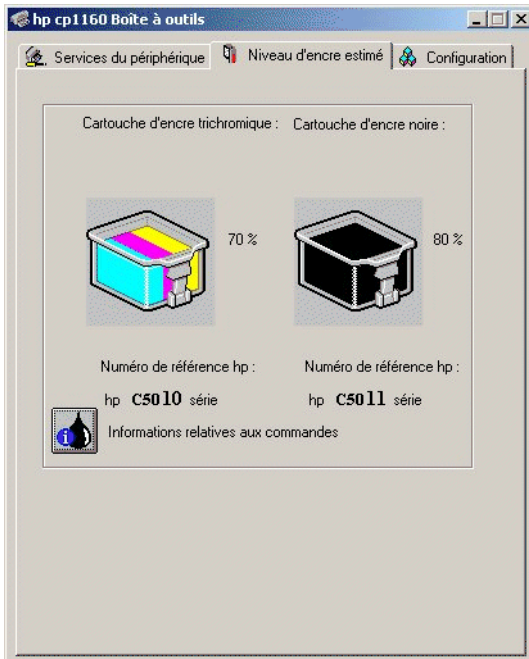 hp cp1160 Boîte à outils
Services du périphérique Niveau d'encre estimé Configuration
Cartouche d'encre trichromique : Cartouche d'encre noire :
70 % 80 %
Numéro de référence hp : Numéro de référence hp :
hp C5010 série hp C5011 série
Informations relatives aux commandes